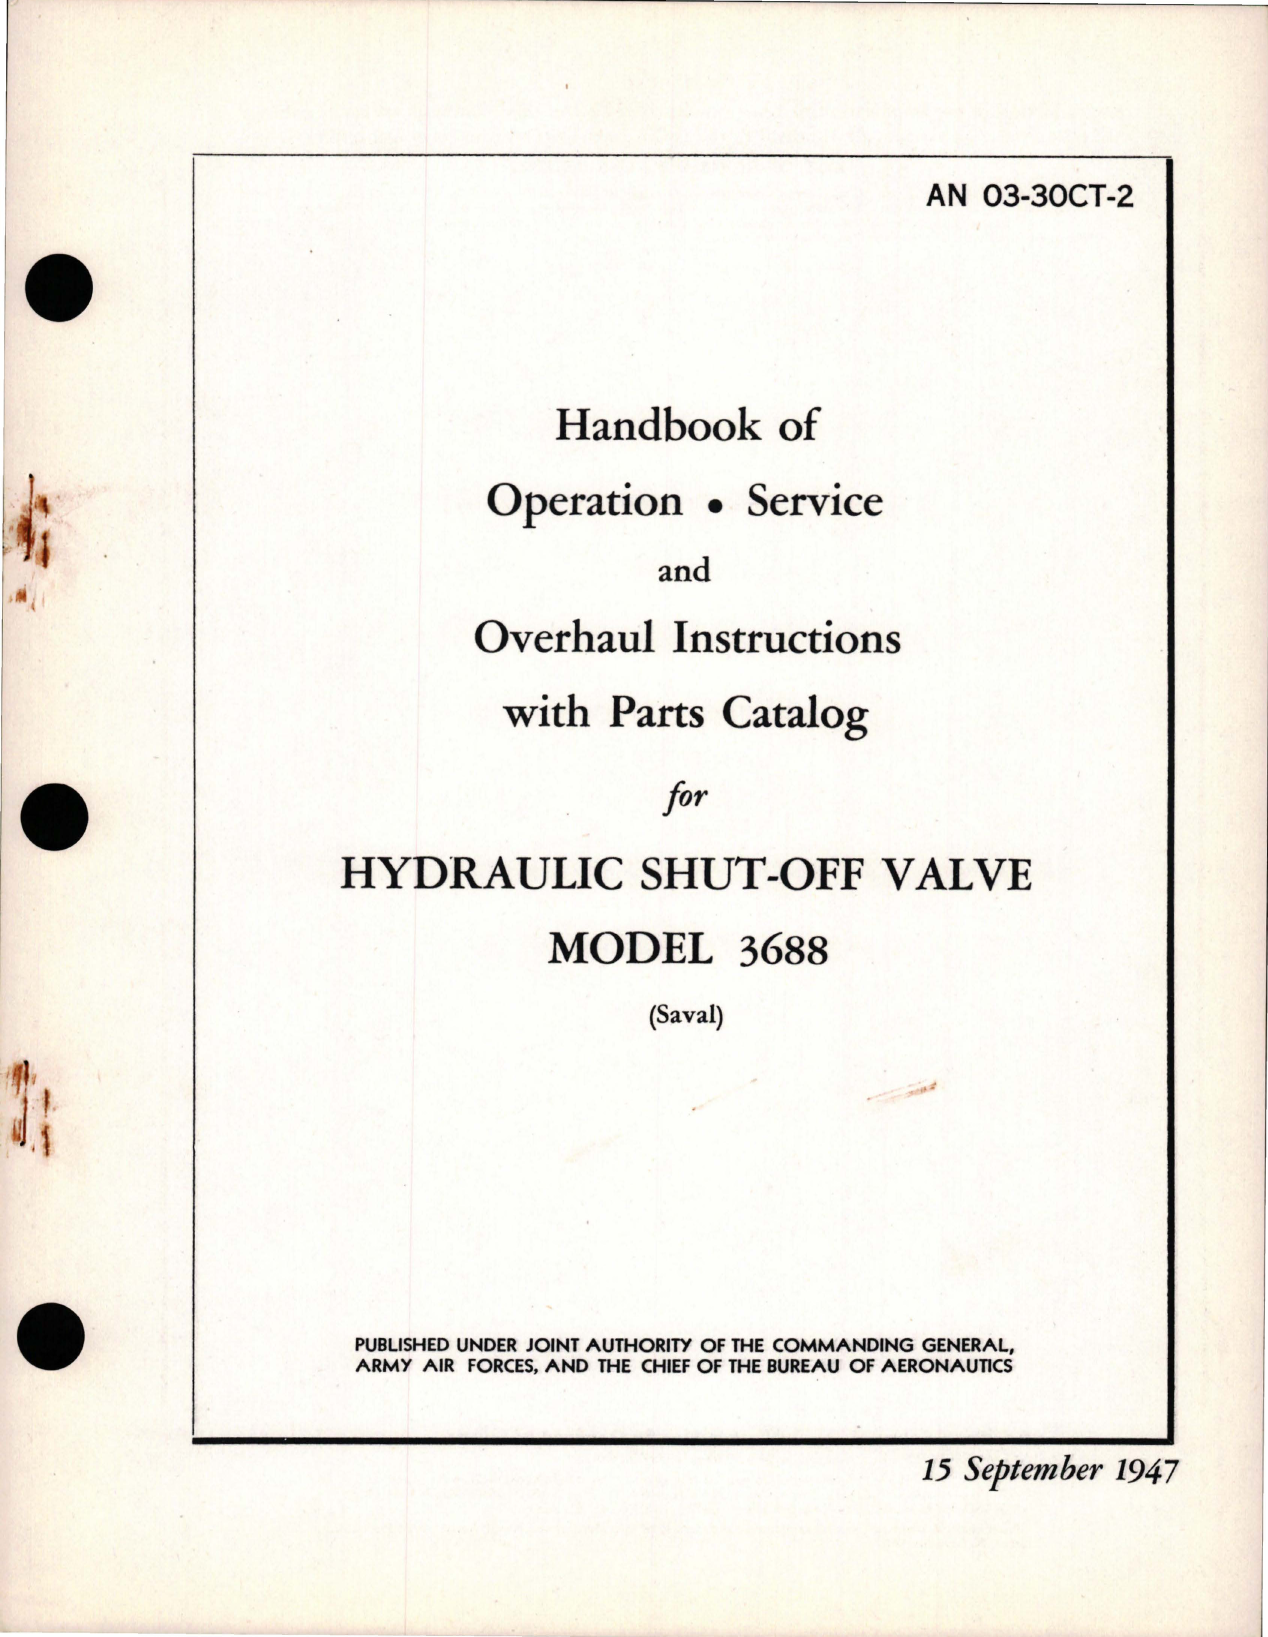 AN 03-30CT-2
Handbook of
Operation • Service
and
Overhaul Instructions
with Parts Catalog
for
HYDRAULIC SHUT-OFF VALVE
MODEL 3688
(Saval)
PUBLISHED UNDER JOINT AUTHORITY OF THE COMMANDING GENERAL,
ARMY AIR FORCES, AND THE CHIEF OF THE BUREAU OF AERONAUTICS
15 September 1947